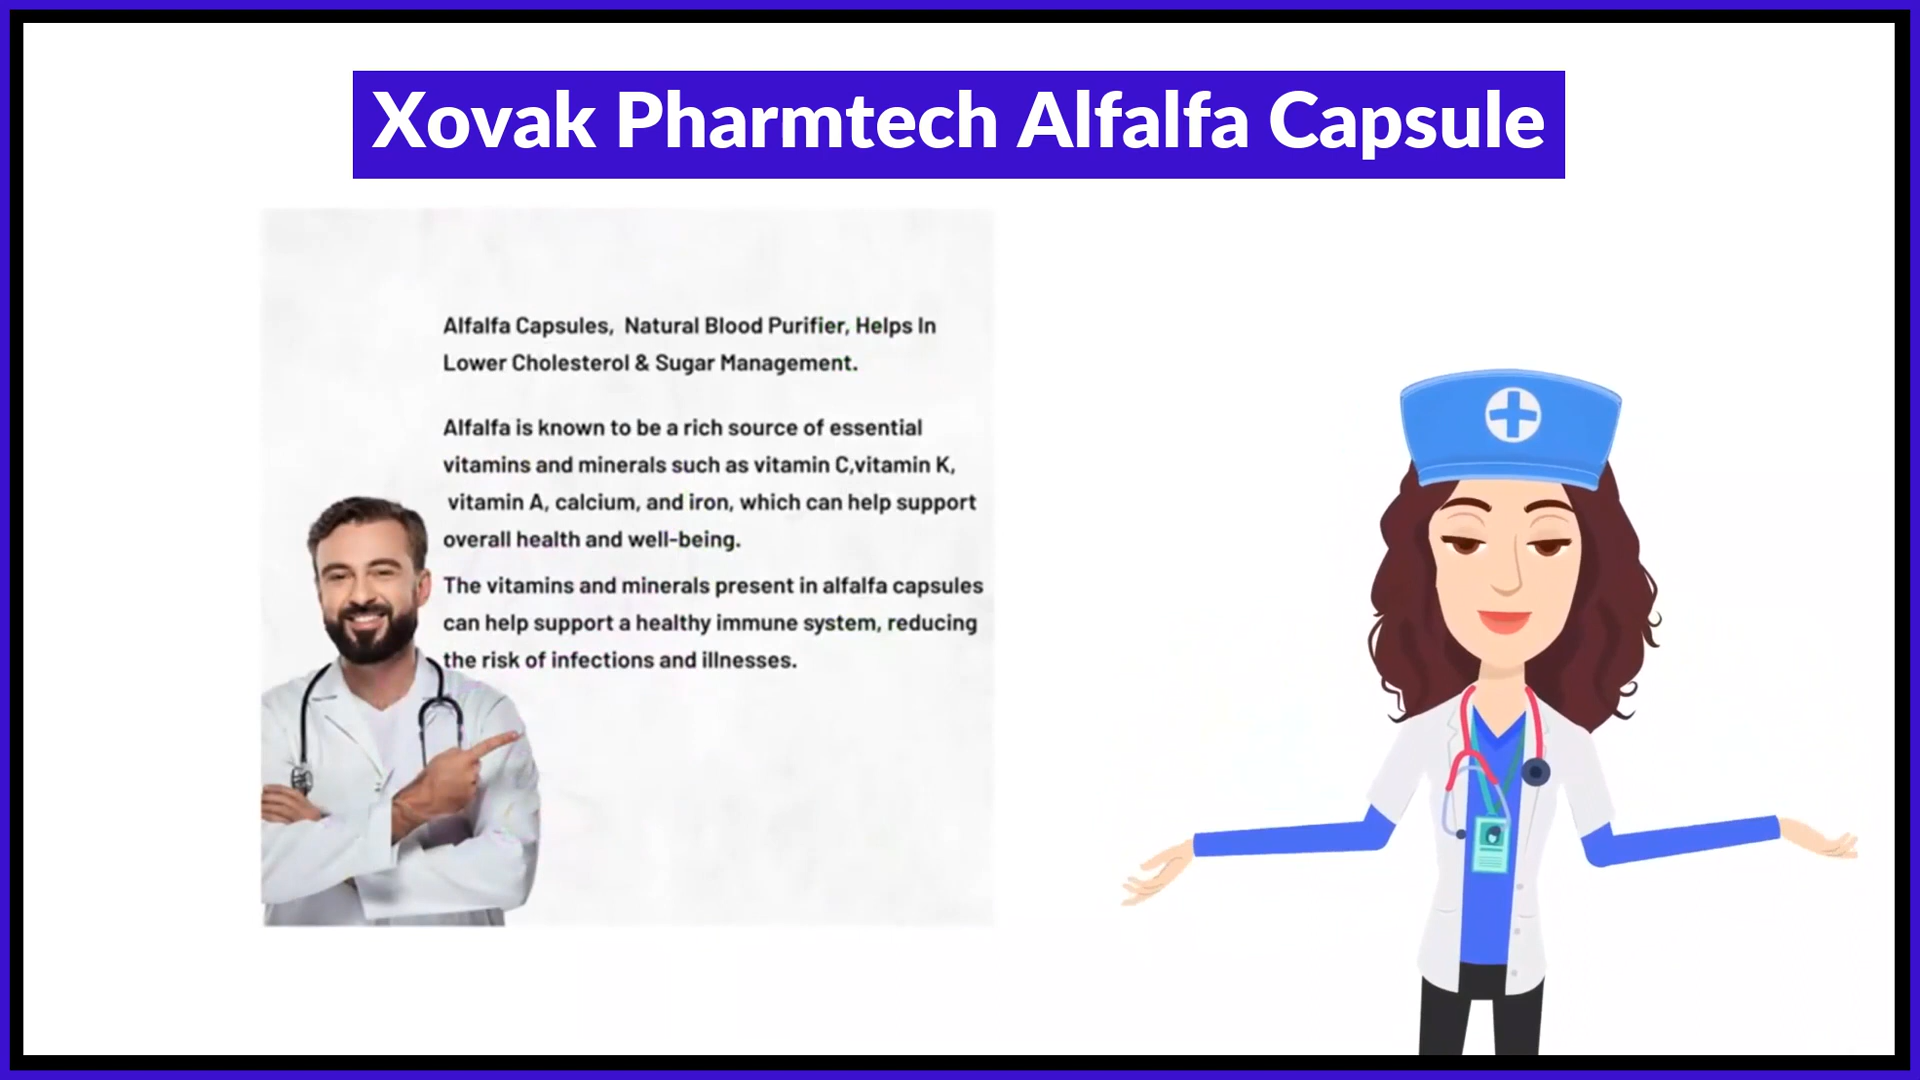 Xovak Pharmtech Alfalfa Capsule
Alfalfa Capsules, Natural Blood Purifier, Helps In
Lower Cholesterol & Sugar Management.
Alfalfa is known to be a rich source of essential
vitamins and minerals such as vitamin C,vitamin K,
vitamin A, calcium, and iron, which can help support
overall health and well-being.
The vitamins and minerals present in alfalfa capsules
can help support a healthy immune system, reducing
the risk of infections and illnesses.